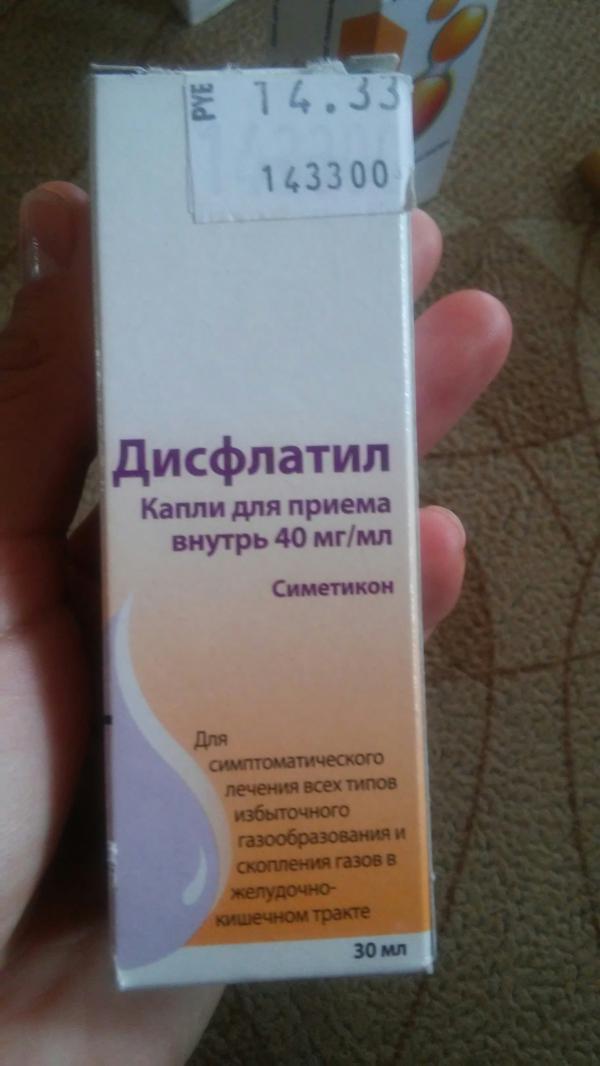 РУБ 14.33
143300
Дисфлатил
Капли для приема
внутрь 40 мг/мл
Симетикон
Для
симптоматического
лечения всех типов
избыточного
газообразования и
скопления газов в
желудочно-
кишечном тракте
30 мл